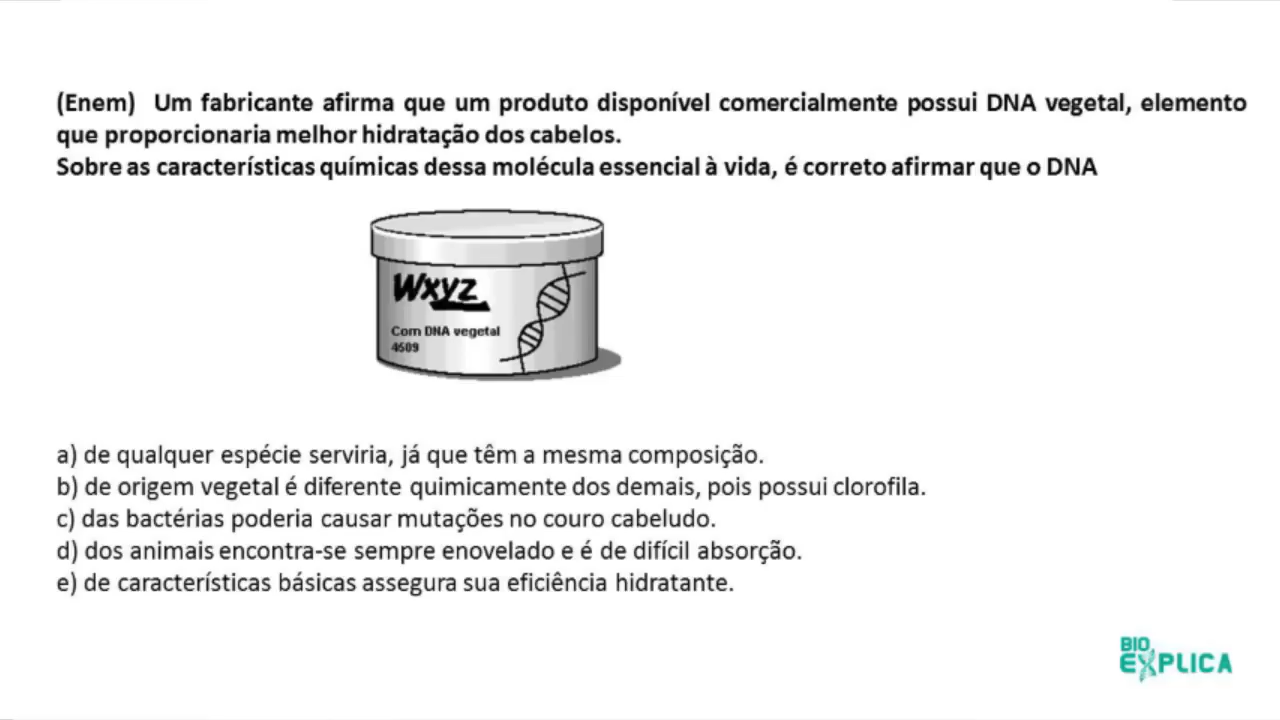 (Enem) Um fabricante afirma que um produto disponível comercialmente possui DNA vegetal, elemento
que proporcionaria melhor hidratação dos cabelos.
Sobre as características químicas dessa molécula essencial à vida, é correto afirmar que o DNA
Wxyz
Com DNA vegetal
4509
a) de qualquer espécie serviria, já que têm a mesma composição.
b) de origem vegetal é diferente quimicamente dos demais, pois possui clorofila.
c) das bactérias poderia causar mutações no couro cabeludo.
d) dos animais encontra-se sempre enovelado e é de difícil absorção.
e) de características básicas assegura sua eficiência hidratante.
BIO
EXPLICA